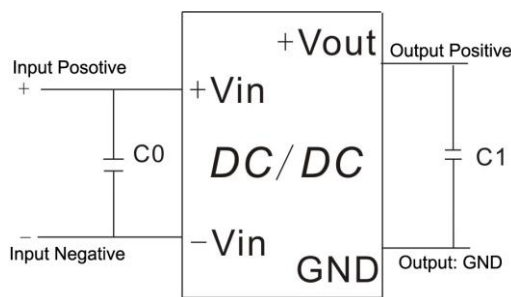 +Vout
Output Positive
Input Posotive
+
+Vin
C0
DC/DC
C1
–
–Vin
Input Negative
GND
Output: GND